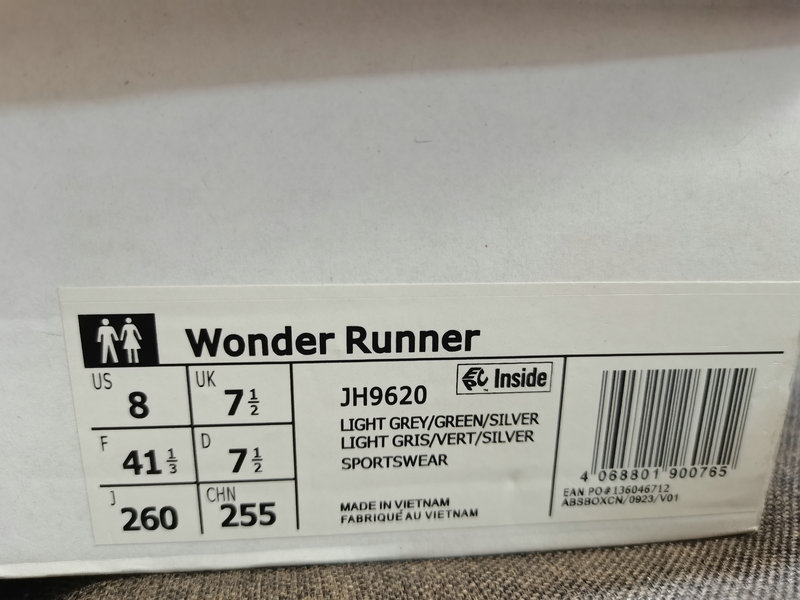 Wonder Runner
US 8 UK 7 1/2
F 41 1/3 D 7 1/2
J 260 CHN 255
JH9620
Inside
LIGHT GREY/GREEN/SILVER
LIGHT GRIS/VERT/SILVER
SPORTSWEAR
MADE IN VIETNAM
FABRIQUÉ AU VIETNAM
4 068801 900765
EAN PO#136046712
ABSBOXCN/0923/V01